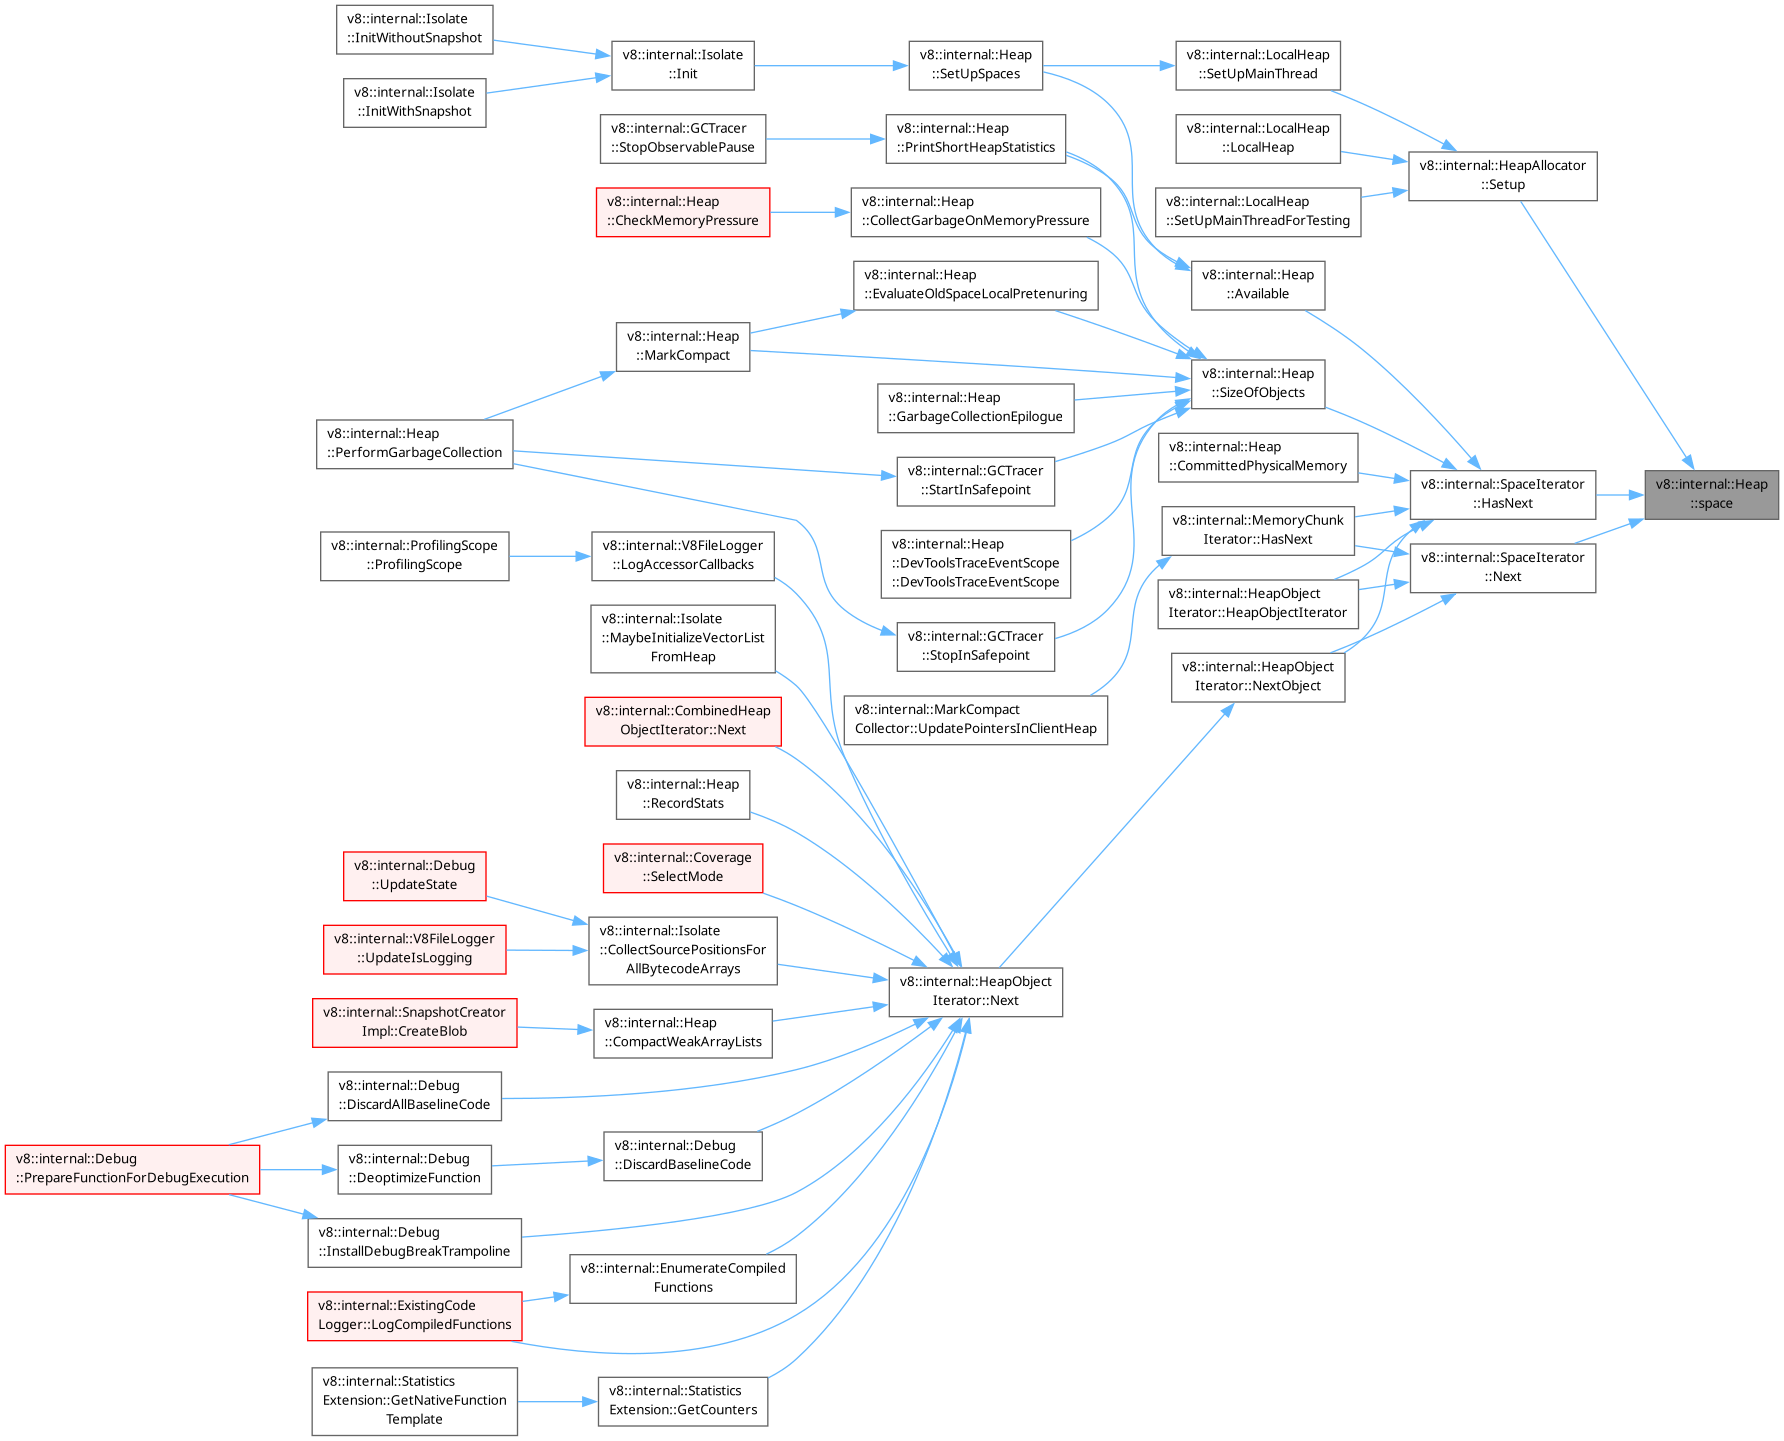 v8::internal::Isolate
::InitWithoutSnapshot
v8::internal::Isolate
::InitWithSnapshot
v8::internal::Isolate
::Init
v8::internal::Heap
::SetUpSpaces
v8::internal::LocalHeap
::SetUpMainThread
v8::internal::GCTracer
::StopObservablePause
v8::internal::Heap
::PrintShortHeapStatistics
v8::internal::LocalHeap
::LocalHeap
v8::internal::HeapAllocator
::Setup
v8::internal::Heap
::CheckMemoryPressure
v8::internal::Heap
::CollectGarbageOnMemoryPressure
v8::internal::LocalHeap
::SetUpMainThreadForTesting
v8::internal::Heap
::EvaluateOldSpaceLocalPretenuring
v8::internal::Heap
::Available
v8::internal::Heap
::MarkCompact
v8::internal::Heap
::SizeOfObjects
v8::internal::Heap
::GarbageCollectionEpilogue
v8::internal::Heap
::PerformGarbageCollection
v8::internal::Heap
::CommittedPhysicalMemory
v8::internal::GCTracer
::StartInSafepoint
v8::internal::SpaceIterator
::HasNext
v8::internal::Heap
::space
v8::internal::MemoryChunk
Iterator::HasNext
v8::internal::ProfilingScope
::ProfilingScope
v8::internal::V8FileLogger
::LogAccessorCallbacks
v8::internal::Heap
::DevToolsTraceEventScope
::DevToolsTraceEventScope
v8::internal::SpaceIterator
::Next
v8::internal::HeapObject
Iterator::HeapObjectIterator
v8::internal::Isolate
::MaybeInitializeVectorList
FromHeap
v8::internal::GCTracer
::StopInSafepoint
v8::internal::HeapObject
Iterator::NextObject
v8::internal::CombinedHeap
ObjectIterator::Next
v8::internal::MarkCompact
Collector::UpdatePointersInClientHeap
v8::internal::Heap
::RecordStats
v8::internal::Debug
::UpdateState
v8::internal::Coverage
::SelectMode
v8::internal::V8FileLogger
::UpdateIsLogging
v8::internal::Isolate
::CollectSourcePositionsFor
AllBytecodeArrays
v8::internal::HeapObject
Iterator::Next
v8::internal::SnapshotCreator
Impl::CreateBlob
v8::internal::Heap
::CompactWeakArrayLists
v8::internal::Debug
::DiscardAllBaselineCode
v8::internal::Debug
::PrepareFunctionForDebugExecution
v8::internal::Debug
::DeoptimizeFunction
v8::internal::Debug
::DiscardBaselineCode
v8::internal::Debug
::InstallDebugBreakTrampoline
v8::internal::EnumerateCompiled
Functions
v8::internal::ExistingCode
Logger::LogCompiledFunctions
v8::internal::Statistics
Extension::GetNativeFunction
Template
v8::internal::Statistics
Extension::GetCounters